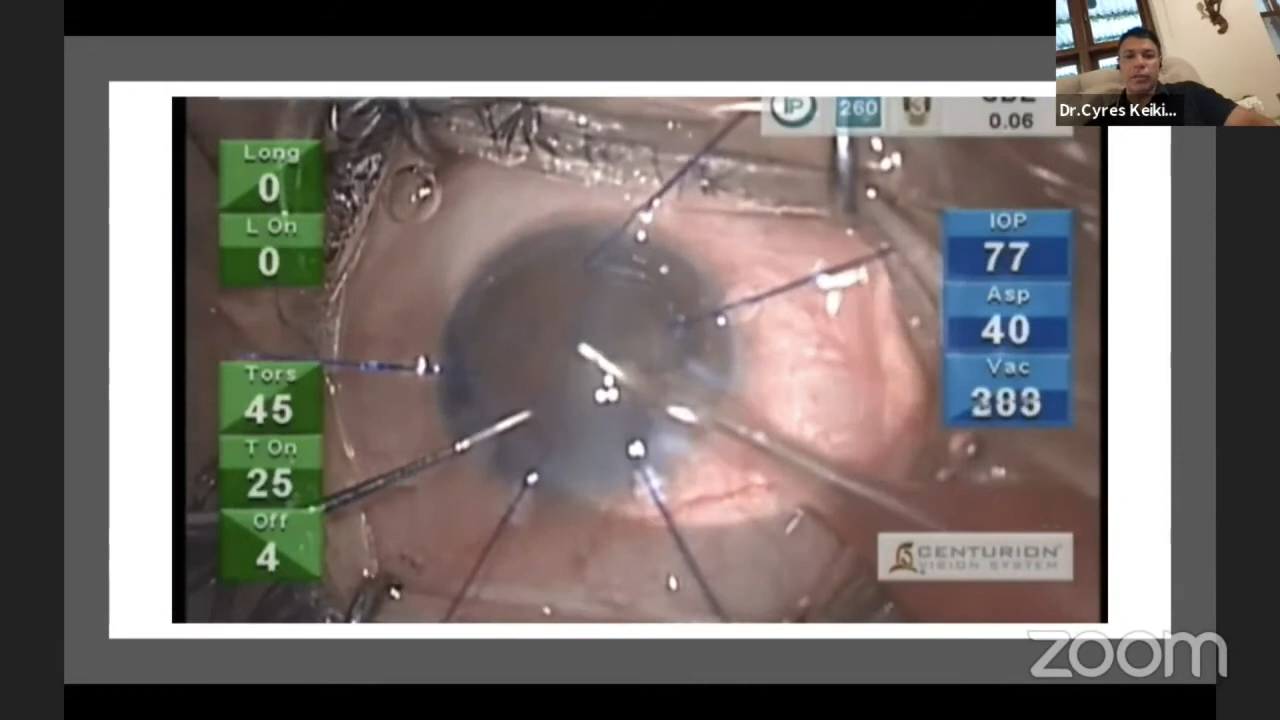 IP
260
3
0.06
Dr.Cyres Keiki...
Long
0
L On
0
Tors
45
T On
25
Off
4
IOP
77
Asp
40
Vac
CENTURION
VISION SYSTEM
zoom